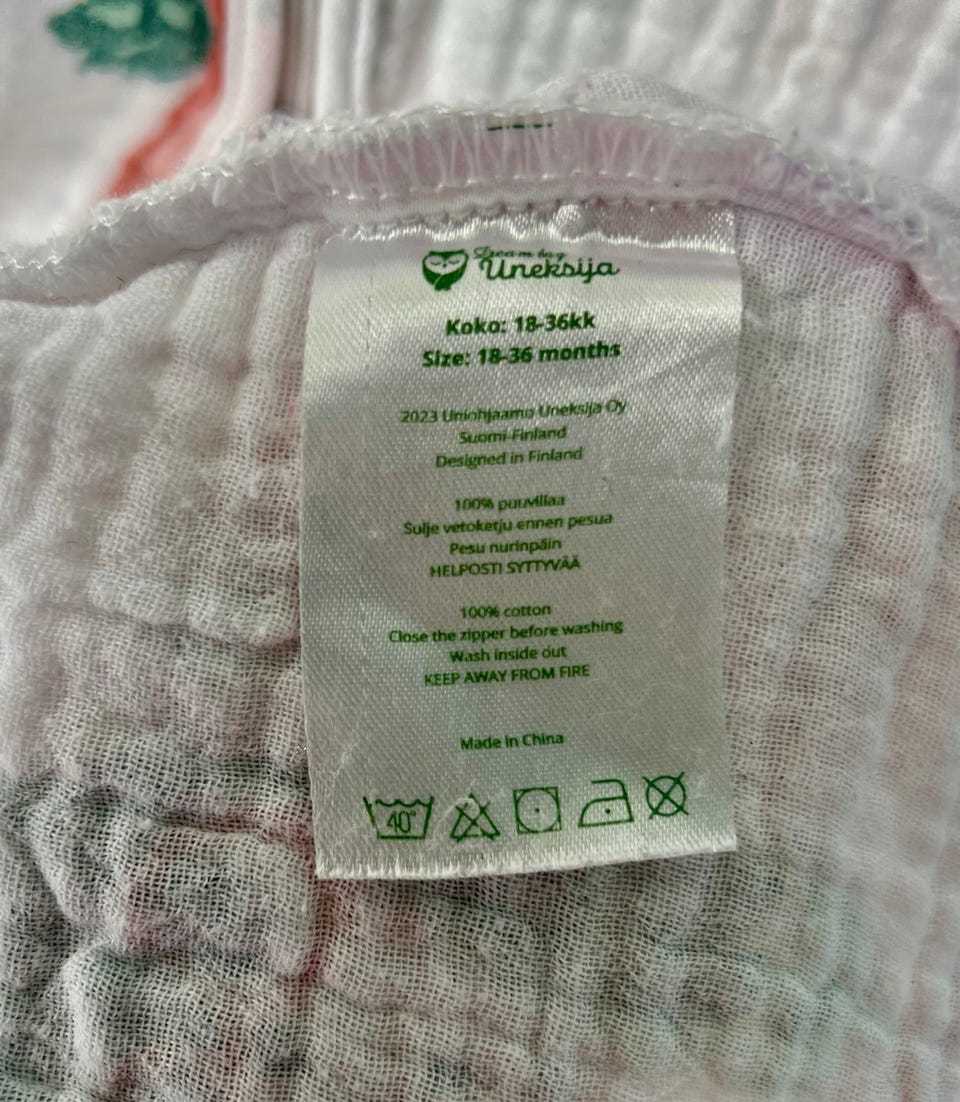 Dream by
Uneksija
Koko: 18-36kk
Size: 18-36 months
2023 Uniohjaamo Uneksija Oy
Suomi-Finland
Designed in Finland
100% puuvillaa
Sulje vetoketju ennen pesua
Pesu nurinpäin
HELPOSTI SYTTYVÄÄ
100% cotton
Close the zipper before washing
Wash inside out
KEEP AWAY FROM FIRE
Made in China
40°